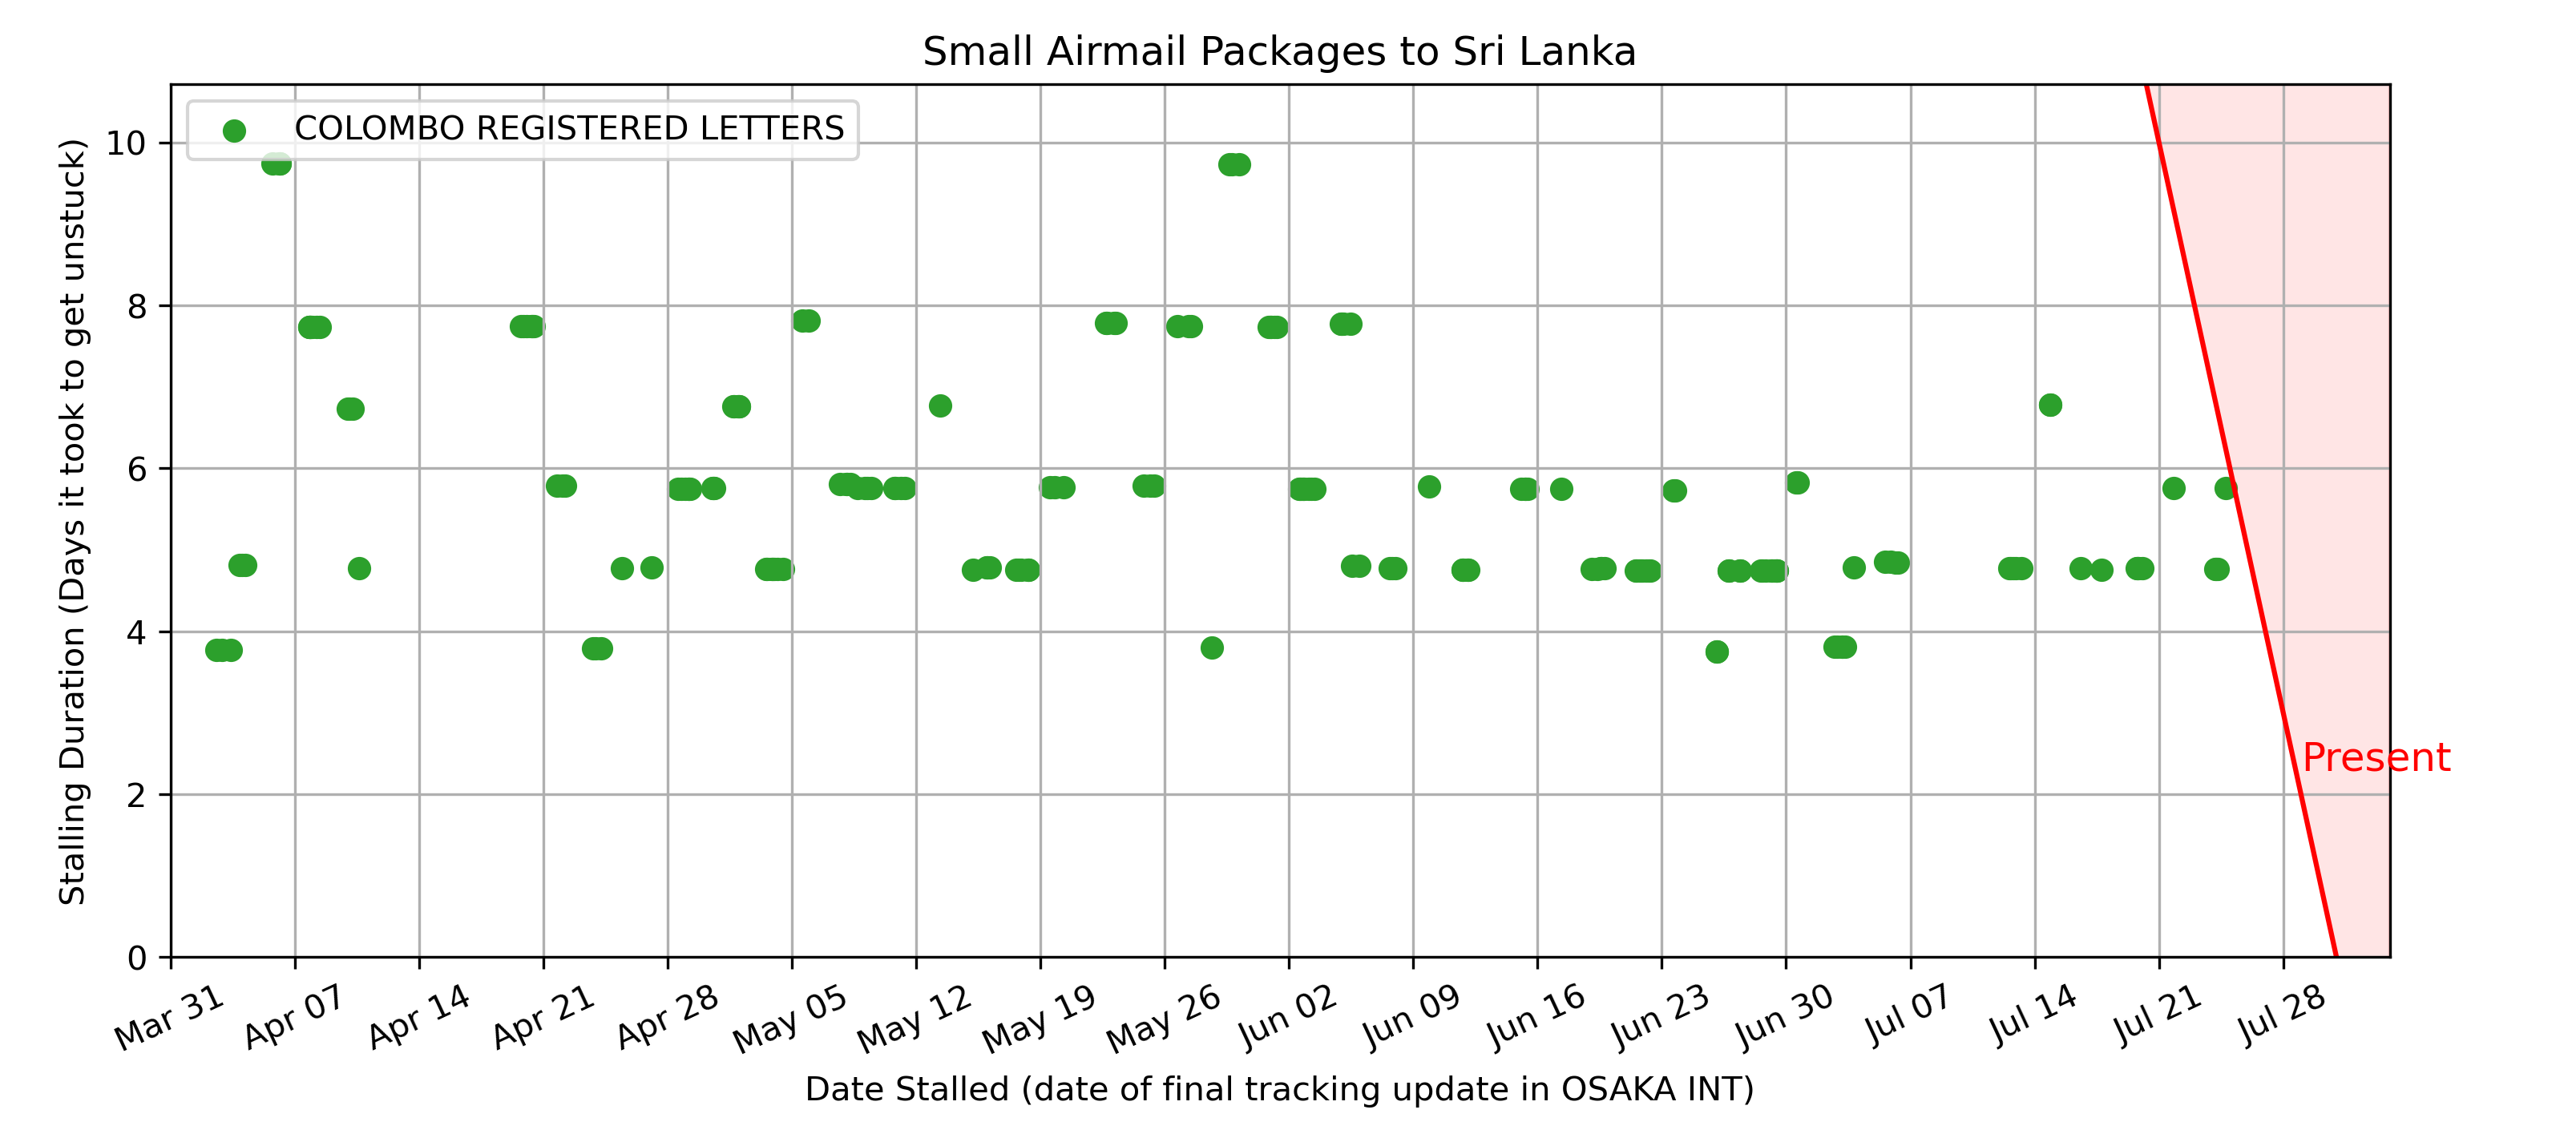 Small Airmail Packages to Sri Lanka
COLOMBO REGISTERED LETTERS
Stalling Duration (Days it took to get unstuck)
10
8
6
4
2
0
Present
Mar 31 Apr 07 Apr 14 Apr 21 Apr 28 May 05 May 12 May 19 May 26 Jun 02 Jun 09 Jun 16 Jun 23 Jun 30 Jul 07 Jul 14 Jul 21 Jul 28
Date Stalled (date of final tracking update in OSAKA INT)